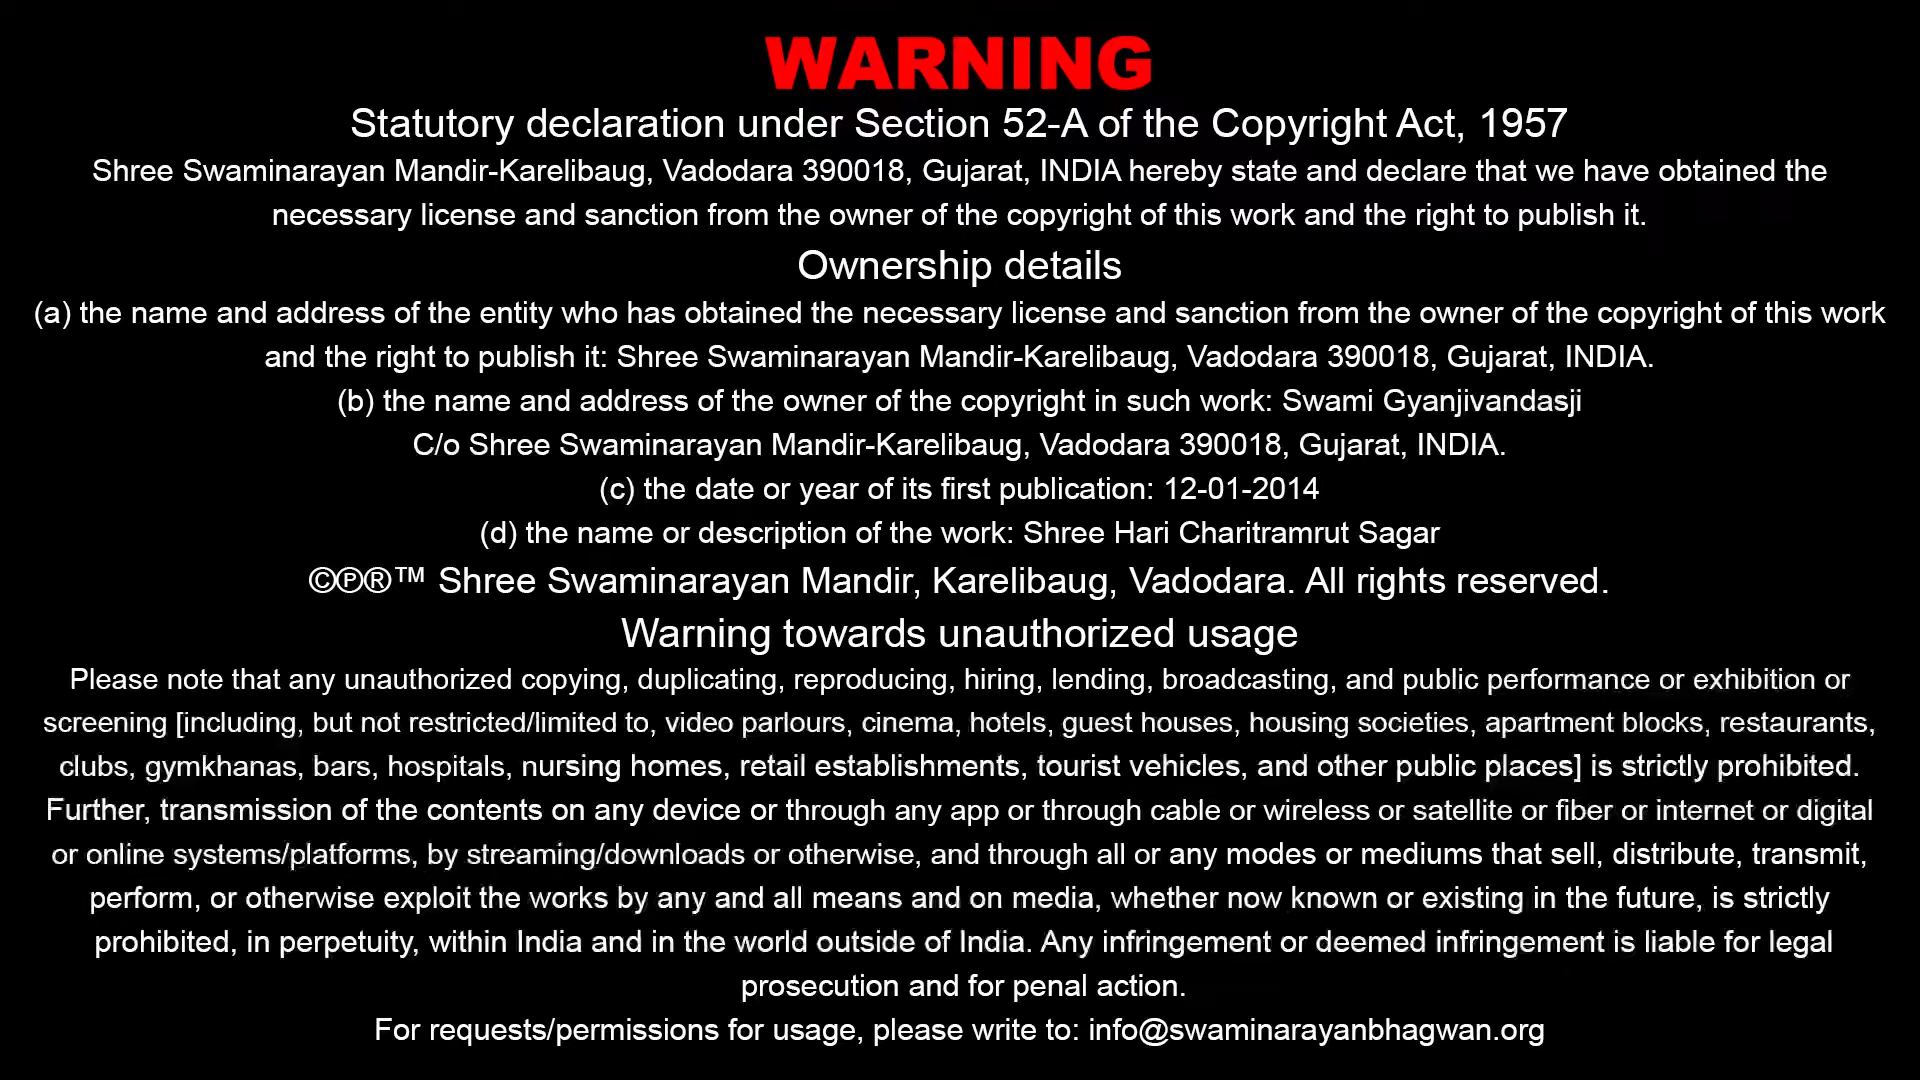 WARNING
Statutory declaration under Section 52-A of the Copyright Act, 1957
Shree Swaminarayan Mandir-Karelibaug, Vadodara 390018, Gujarat, INDIA hereby state and declare that we have obtained the
necessary license and sanction from the owner of the copyright of this work and the right to publish it.
Ownership details
(a) the name and address of the entity who has obtained the necessary license and sanction from the owner of the copyright of this work
and the right to publish it: Shree Swaminarayan Mandir-Karelibaug, Vadodara 390018, Gujarat, INDIA.
(b) the name and address of the owner of the copyright in such work: Swami Gyanjivandasji
C/o Shree Swaminarayan Mandir-Karelibaug, Vadodara 390018, Gujarat, INDIA.
(c) the date or year of its first publication: 12-01-2014
(d) the name or description of the work: Shree Hari Charitramrut Sagar
©℗®™ Shree Swaminarayan Mandir, Karelibaug, Vadodara. All rights reserved.
Warning towards unauthorized usage
Please note that any unauthorized copying, duplicating, reproducing, hiring, lending, broadcasting, and public performance or exhibition or
screening [including, but not restricted/limited to, video parlours, cinema, hotels, guest houses, housing societies, apartment blocks, restaurants,
clubs, gymkhanas, bars, hospitals, nursing homes, retail establishments, tourist vehicles, and other public places] is strictly prohibited.
Further, transmission of the contents on any device or through any app or through cable or wireless or satellite or fiber or internet or digital
or online systems/platforms, by streaming/downloads or otherwise, and through all or any modes or mediums that sell, distribute, transmit,
perform, or otherwise exploit the works by any and all means and on media, whether now known or existing in the future, is strictly
prohibited, in perpetuity, within India and in the world outside of India. Any infringement or deemed infringement is liable for legal
prosecution and for penal action.
For requests/permissions for usage, please write to: info@swaminarayanbhagwan.org